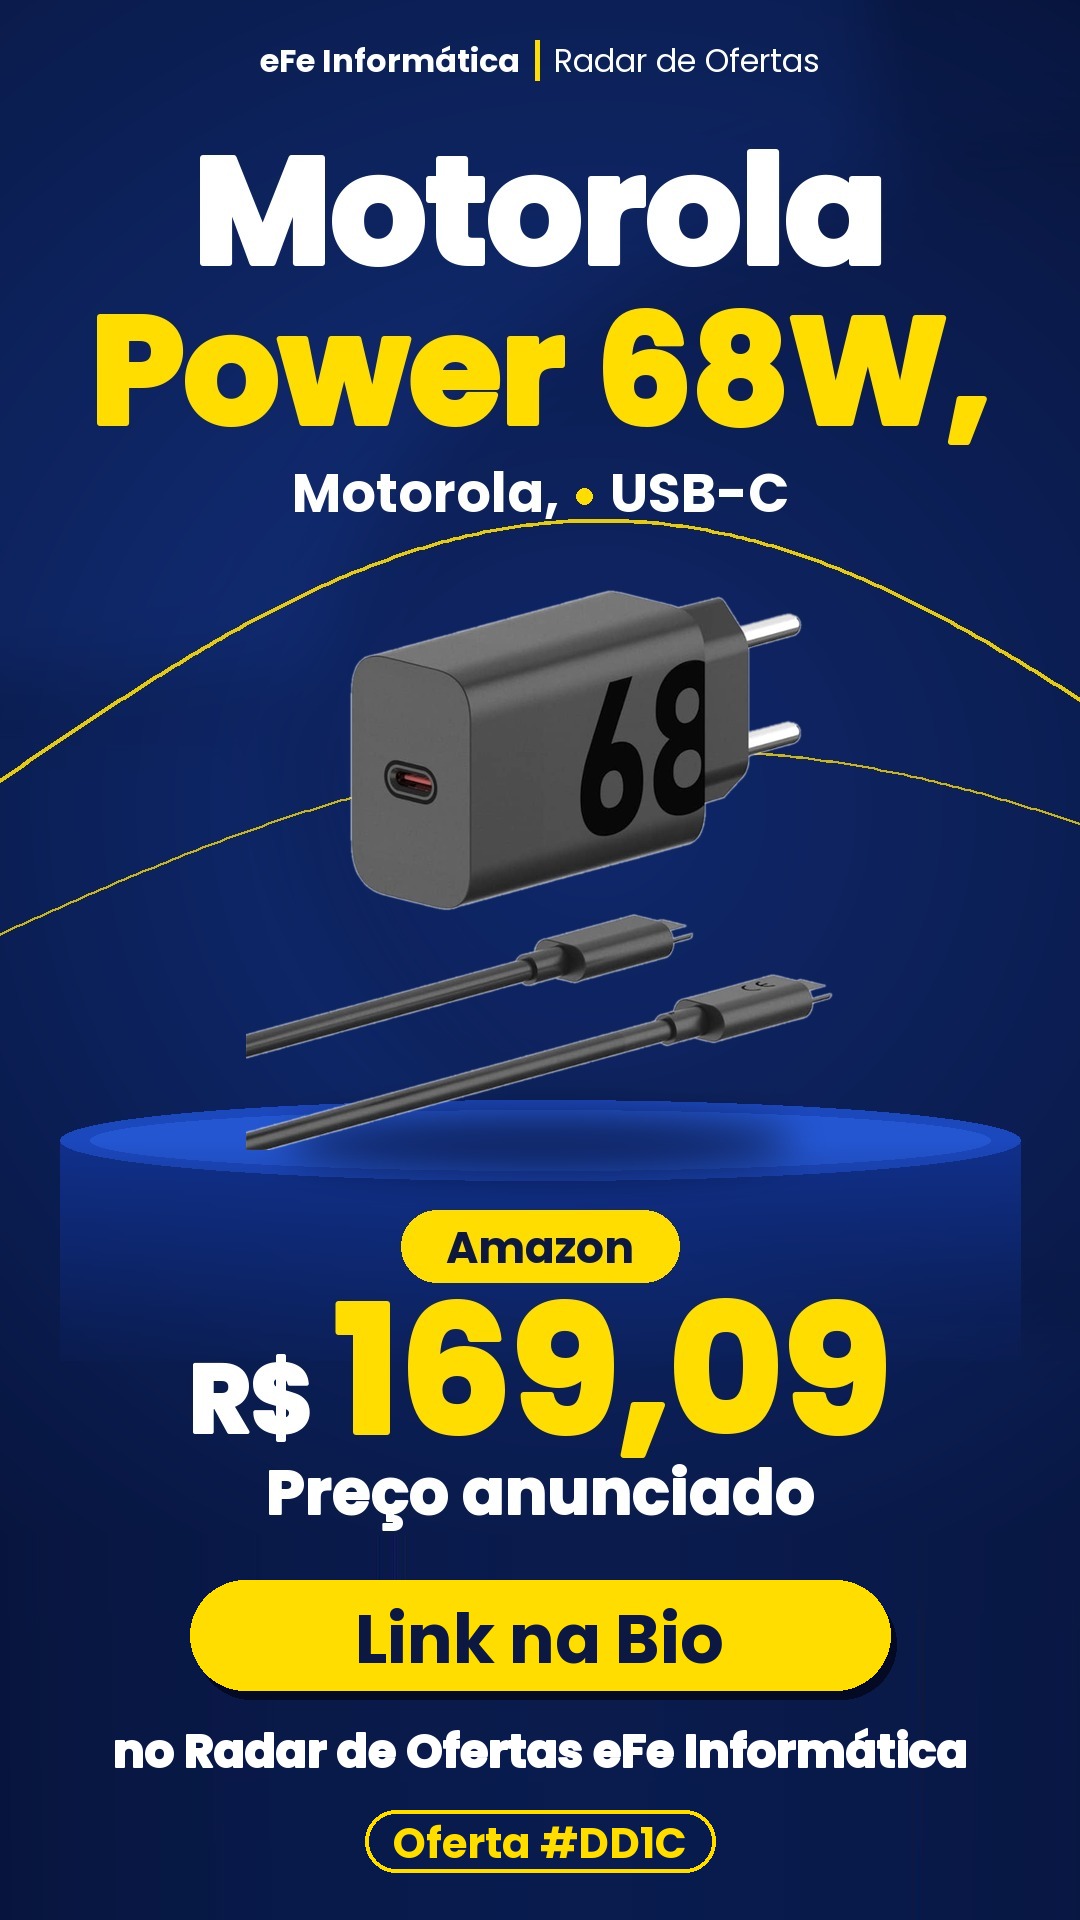 eFe Informática | Radar de Ofertas
Motorola
Power 68W,
Motorola, • USB-C
68
CE
Amazon
R$ 169,09
Preço anunciado
Link na Bio
no Radar de Ofertas eFe Informática
Oferta #DD1C